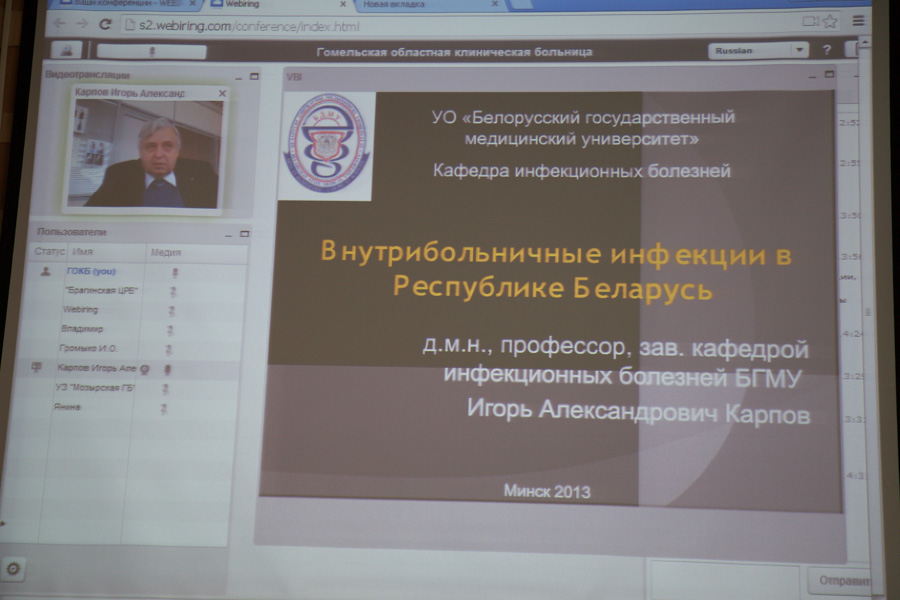 Ваши конференции – WEBI
Webiring
Новая вкладка
s2.webiring.com/conference/index.html
Гомельская областная клиническая больница
Russian
?
Видеотрансляции
Карпов Игорь Александ
VBI
БГМУ
УО «Белорусский государственный
медицинский университет»
Кафедра инфекционных болезней
Внутрибольничные инфекции в
Республике Беларусь
д.м.н., профессор, зав. кафедрой
инфекционных болезней БГМУ
Игорь Александрович Карпов
Минск 2013
Пользователи
Статус Имя Медиа
ГОКБ (you)
"Брагинская ЦРБ"
Webiring
Владимир
Громыко И.О.
Карпов Игорь Але
УЗ "Мозырская ГБ"
Янина
Отправит